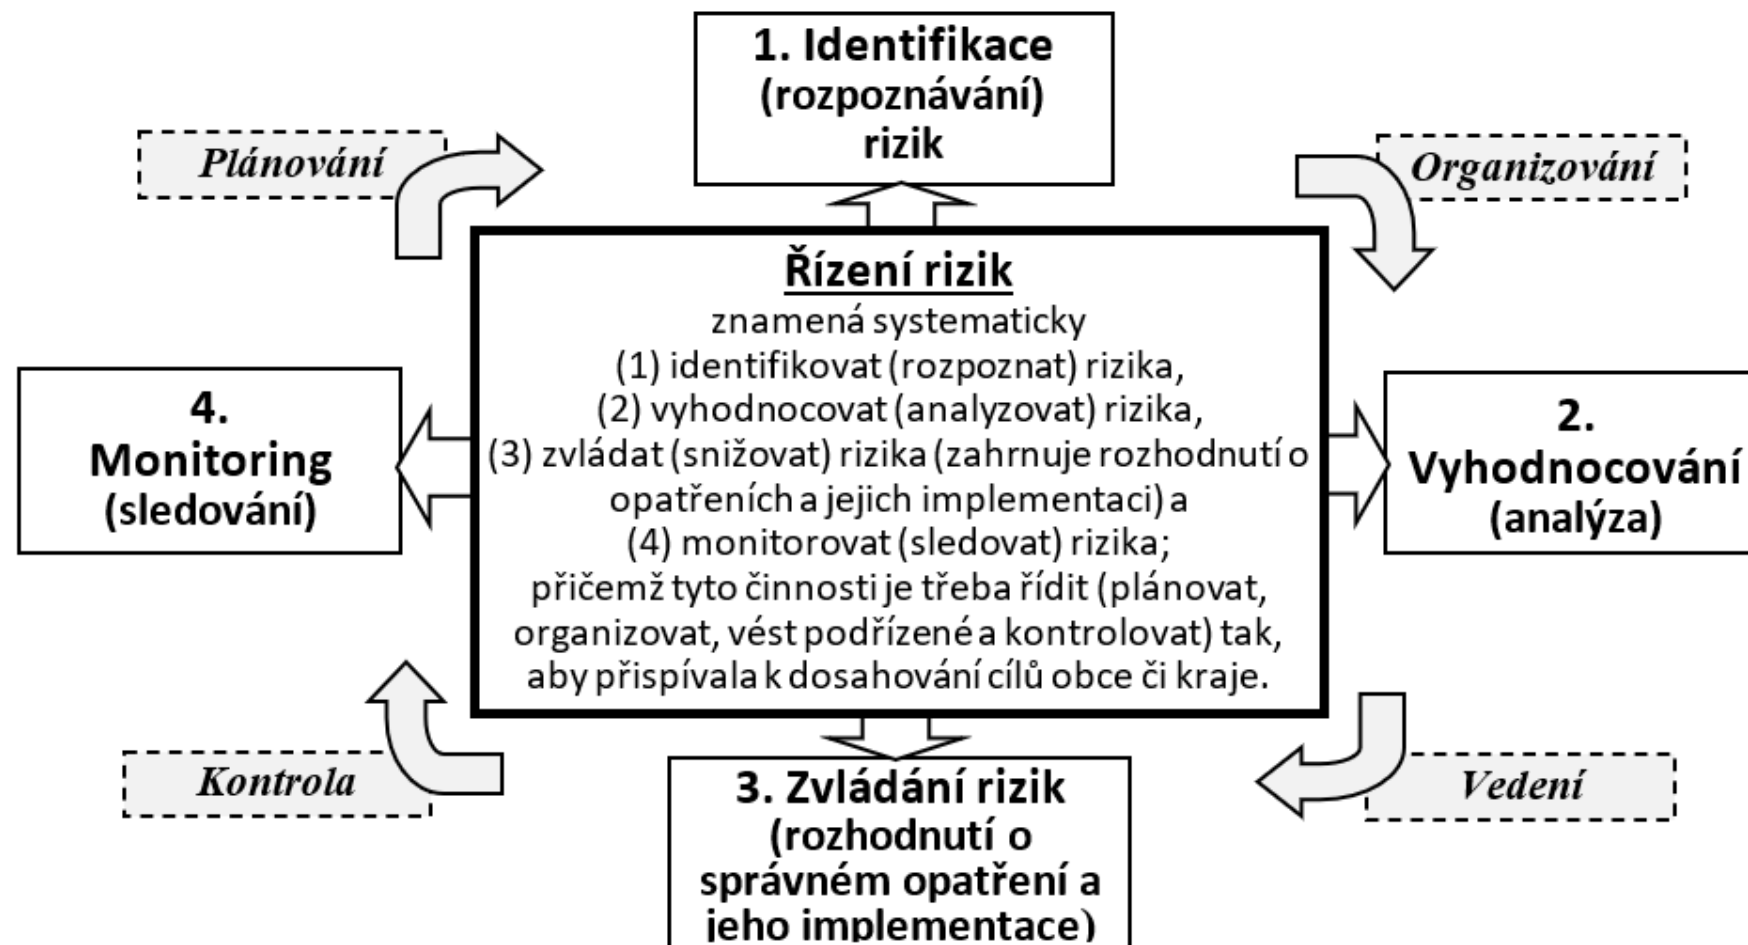 1. Identifikace
(rozpoznávání)
rizik
Plánování
Organizování
Řízení rizik
znamená systematicky
(1) identifikovat (rozpoznat) rizika,
(2) vyhodnocovat (analyzovat) rizika,
(3) zvládat (snižovat) rizika (zahrnuje rozhodnutí o
opatřeních a jejich implementaci) a
(4) monitorovat (sledovat) rizika;
přičemž tyto činnosti je třeba řídit (plánovat,
organizovat, vést podřízené a kontrolovat) tak,
aby přispívala k dosahování cílů obce či kraje.
4.
Monitoring
(sledování)
2.
Vyhodnocování
(analýza)
Kontrola
Vedení
3. Zvládání rizik
(rozhodnutí o
správném opatření a
jeho implementace)